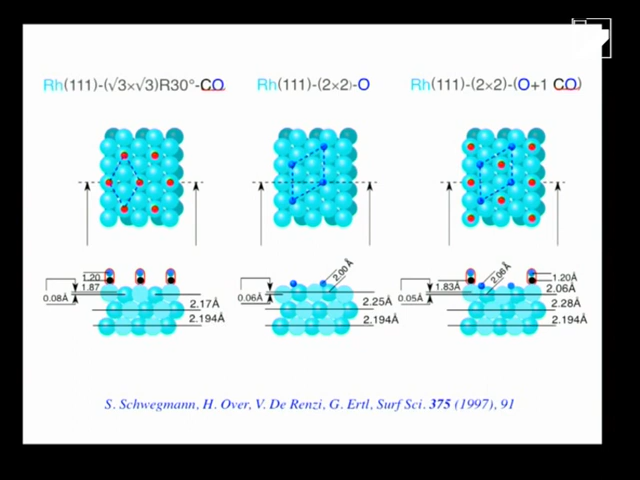 Rh(111)-(√3×√3)R30°-CO
Rh(111)-(2×2)-O
Rh(111)-(2×2)-(O+1 CO)
1.20
1.87
0.08Å
2.17Å
2.194Å
2.00Å
0.06Å
2.25Å
2.194Å
2.06Å
1.83Å
0.05Å
1.20Å
2.06Å
2.28Å
2.194Å
S. Schwegmann, H. Over, V. De Renzi, G. Ertl, Surf Sci. 375 (1997), 91